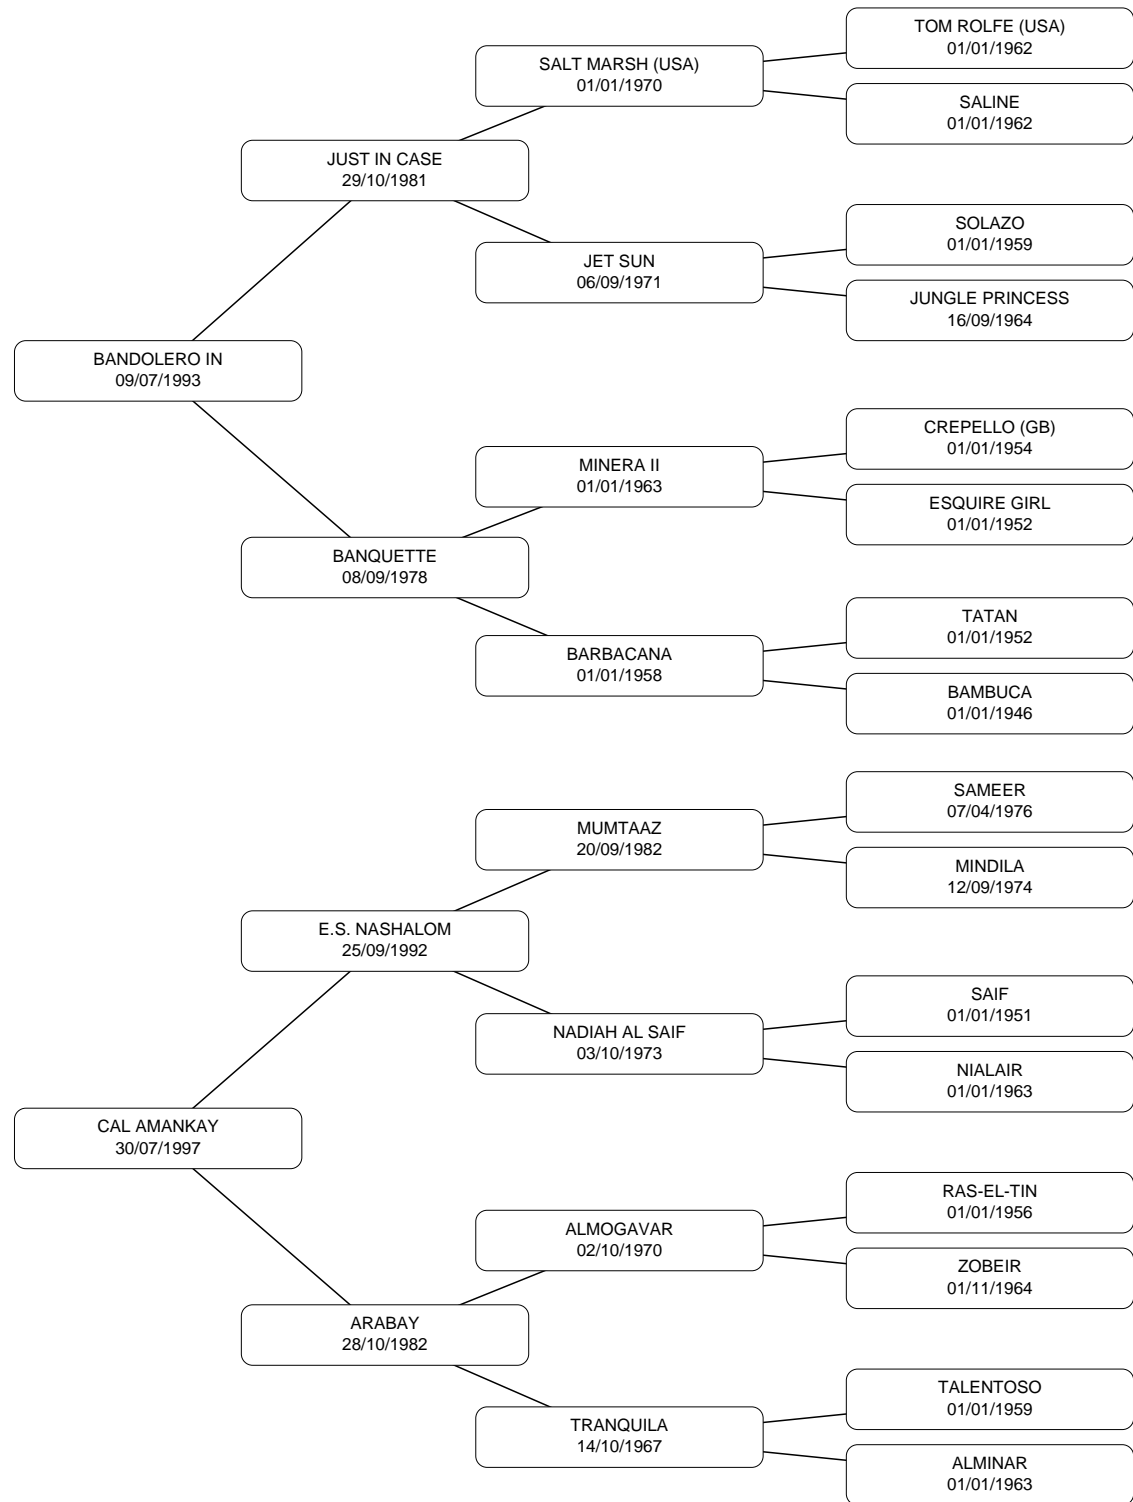 TOM ROLFE (USA)
01/01/1962
SALT MARSH (USA)
01/01/1970
SALINE
01/01/1962
JUST IN CASE
29/10/1981
SOLAZO
01/01/1959
JET SUN
06/09/1971
JUNGLE PRINCESS
16/09/1964
BANDOLERO IN
09/07/1993
CREPELLO (GB)
01/01/1954
MINERA II
01/01/1963
ESQUIRE GIRL
01/01/1952
BANQUETTE
08/09/1978
TATAN
01/01/1952
BARBACANA
01/01/1958
BAMBUCA
01/01/1946
SAMEER
07/04/1976
MUMTAAZ
20/09/1982
MINDILA
12/09/1974
E.S. NASHALOM
25/09/1992
SAIF
01/01/1951
NADIAH AL SAIF
03/10/1973
NIALAIR
01/01/1963
CAL AMANKAY
30/07/1997
RAS-EL-TIN
01/01/1956
ALMOGAVAR
02/10/1970
ZOBEIR
01/11/1964
ARABAY
28/10/1982
TALENTOSO
01/01/1959
TRANQUILA
14/10/1967
ALMINAR
01/01/1963